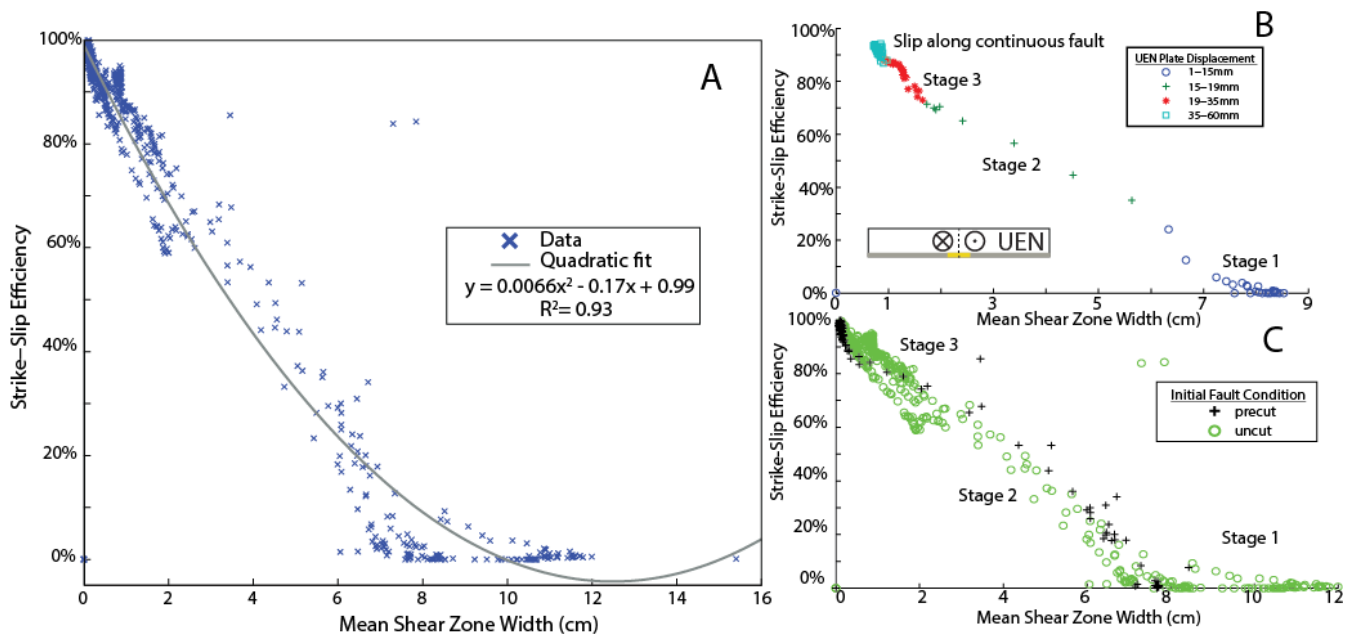 A
Strike–Slip Efficiency
100%
80%
60%
40%
20%
0%
Data
Quadratic fit
y = 0.0066x² - 0.17x + 0.99
R²= 0.93
0 2 4 6 8 10 12 14 16
Mean Shear Zone Width (cm)
B
Strike-Slip Efficiency
100%
80%
60%
40%
20%
0%
Slip along continuous fault
Stage 3
Stage 2
Stage 1
UEN Plate Displacement
1–15mm
15–19mm
19–35mm
35–60mm
UEN
0 1 3 5 7 9
Mean Shear Zone Width (cm)
C
Strike-Slip Efficiency
100%
80%
60%
40%
20%
0%
Stage 3
Stage 2
Stage 1
Initial Fault Condition
precut
uncut
0 2 4 6 8 10 12
Mean Shear Zone Width (cm)